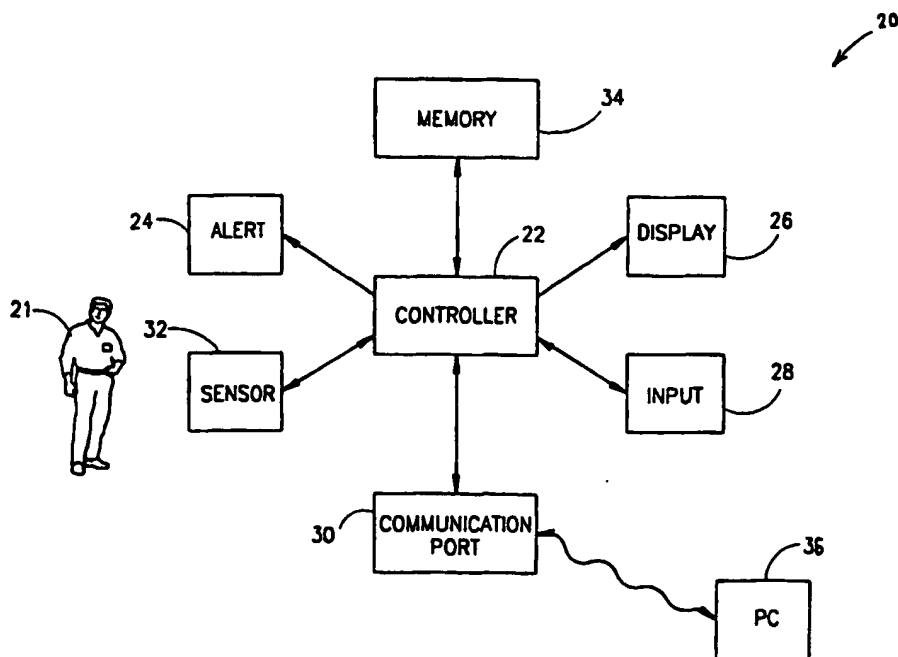 20
MEMORY
34
24
ALERT
22
DISPLAY
26
CONTROLLER
21
32
SENSOR
INPUT
28
30
COMMUNICATION
PORT
36
PC